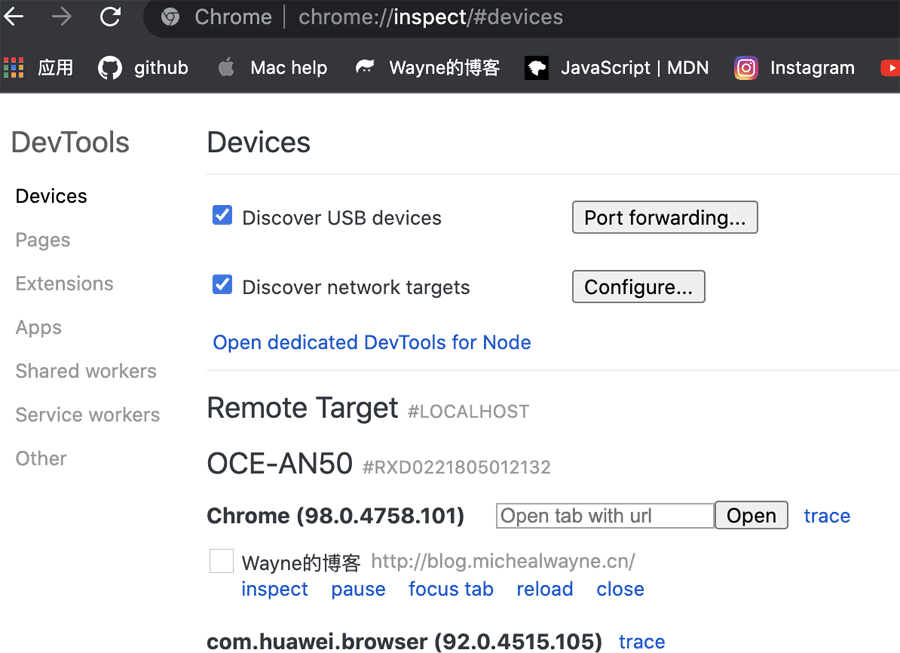 Chrome chrome://inspect/#devices
应用 github Mac help Wayne的博客 JavaScript | MDN Instagram
DevTools
Devices
Devices
Discover USB devices Port forwarding...
Pages
Extensions
Discover network targets Configure...
Apps
Open dedicated DevTools for Node
Shared workers
Service workers
Remote Target #LOCALHOST
Other
OCE-AN50 #RXD0221805012132
Chrome (98.0.4758.101) Open tab with url Open trace
Wayne的博客 http://blog.michealwayne.cn/
inspect pause focus tab reload close
com.huawei.browser (92.0.4515.105) trace